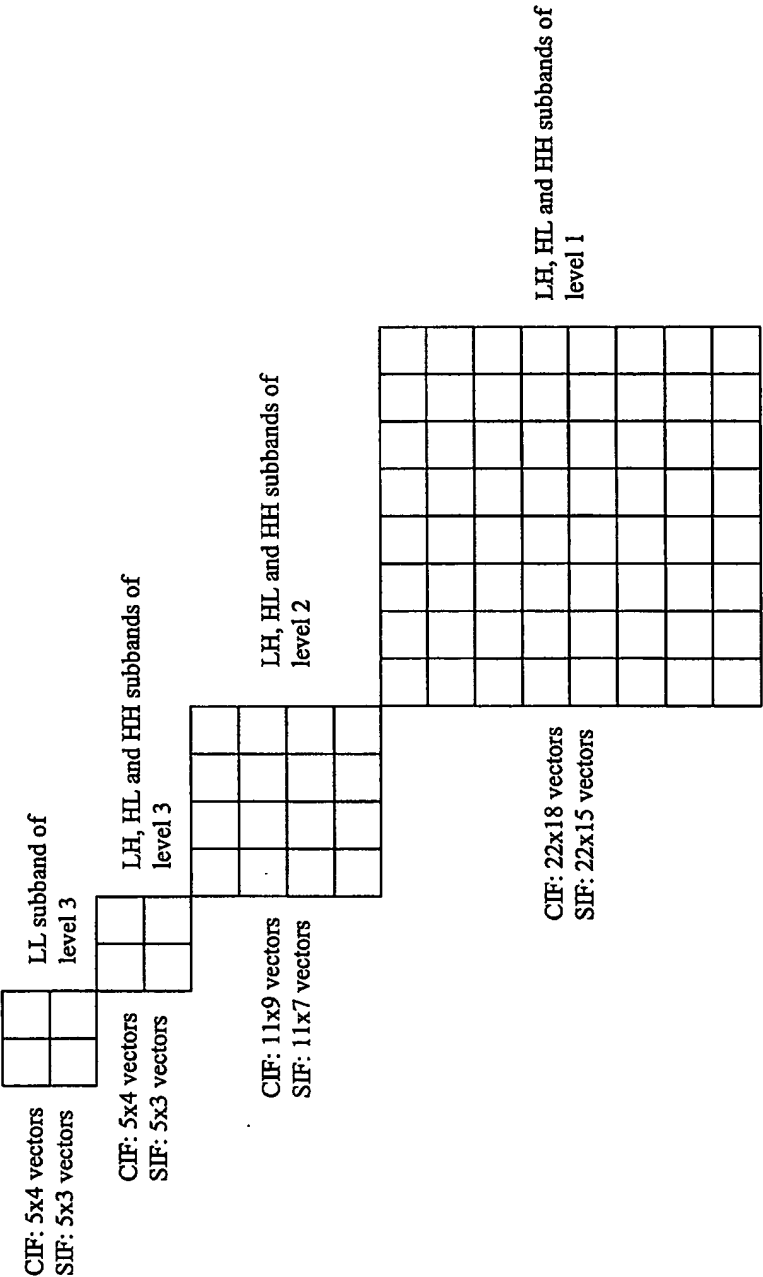 CIF: 5x4 vectors
SIF: 5x3 vectors
LL subband of
level 3
CIF: 5x4 vectors
SIF: 5x3 vectors
LH, HL and HH subbands of
level 3
CIF: 11x9 vectors
SIF: 11x7 vectors
LH, HL and HH subbands of
level 2
CIF: 22x18 vectors
SIF: 22x15 vectors
LH, HL and HH subbands of
level 1